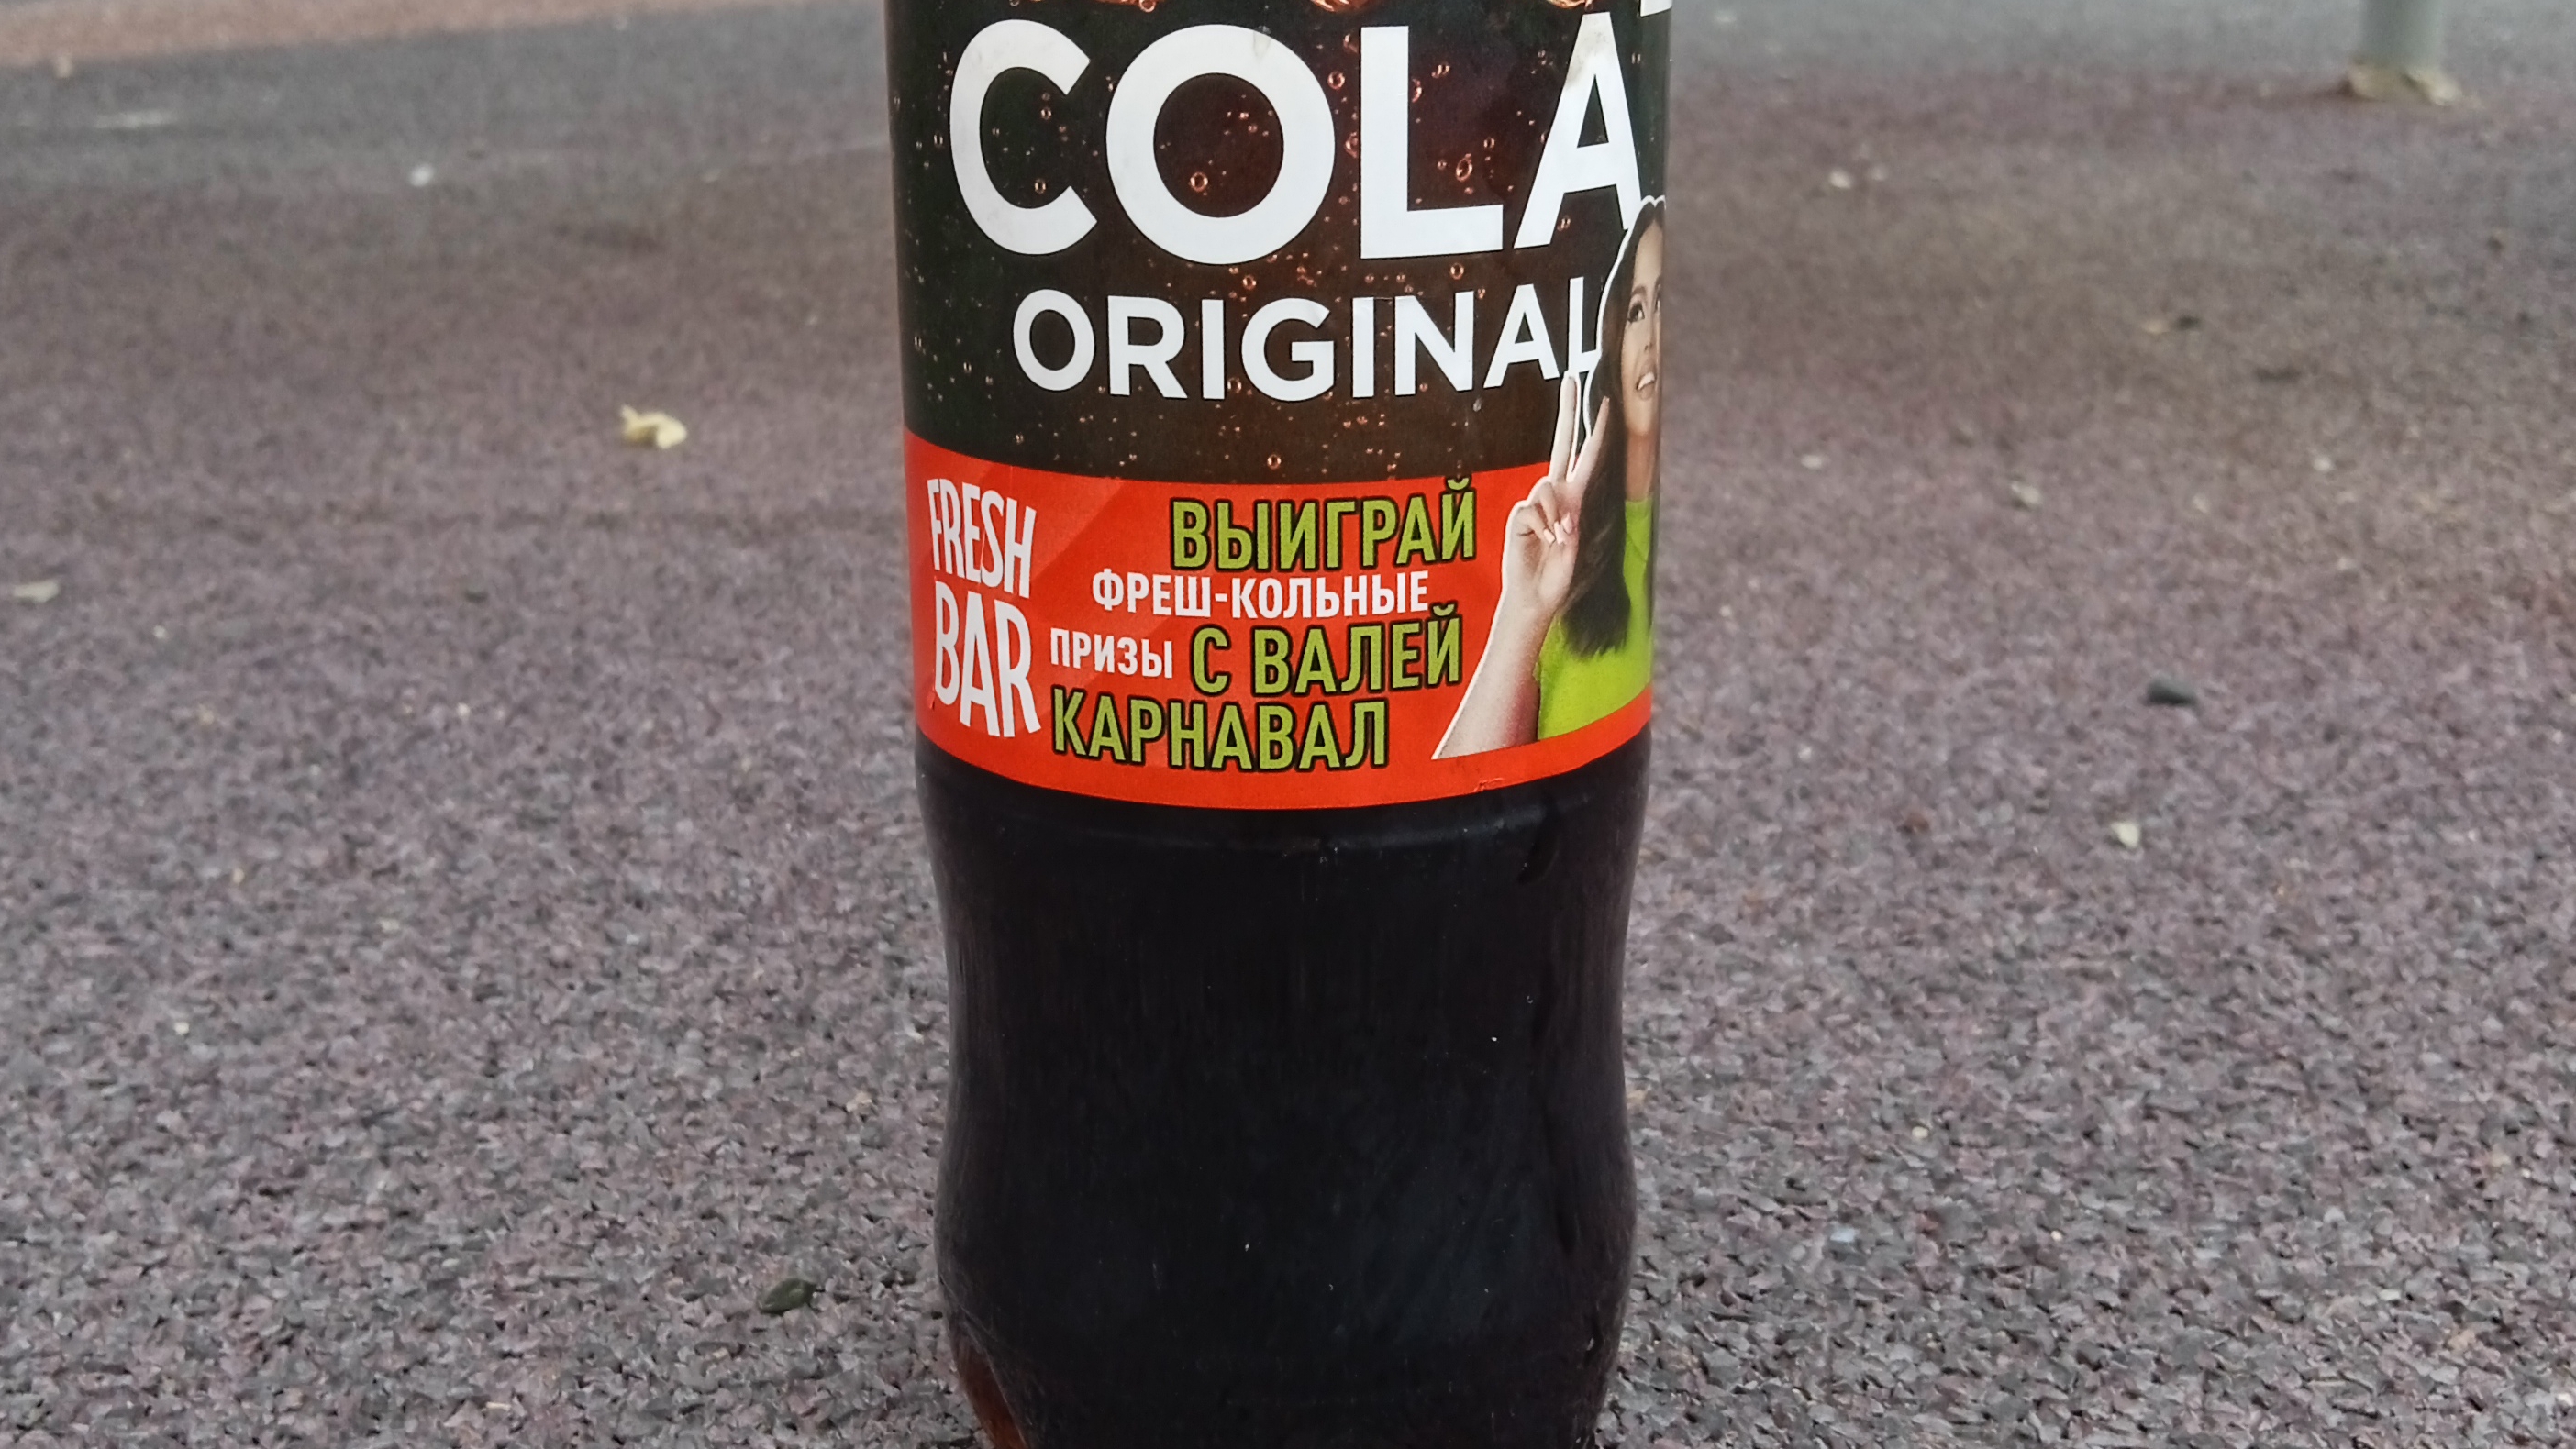 COLA
ORIGINAL
FRESH
BAR
ВЫИГРАЙ
ФРЕШ-КОЛЬНЫЕ
ПРИЗЫ С ВАЛЕЙ
КАРНАВАЛ